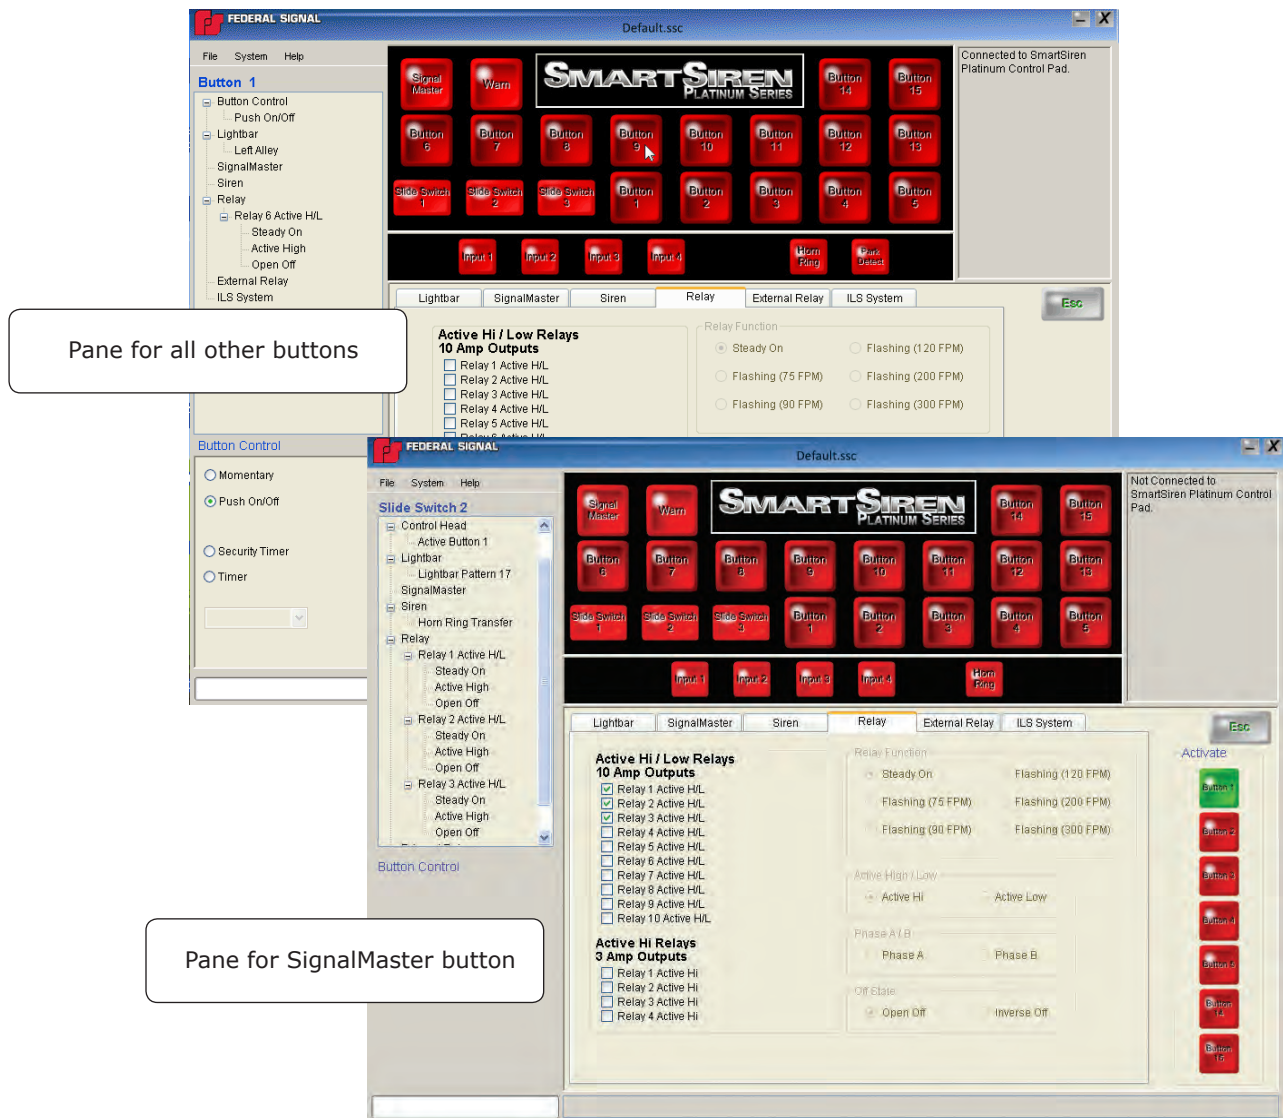 FEDERAL SIGNAL
Default.ssc
File System Help
Button 1
Button Control
Push On/Off
Lightbar
Left Alley
SignalMaster
Siren
Relay
Relay 6 Active H/L
Steady On
Active High
Open Off
External Relay
ILS System
Signal Master
Warn
SMARTSIREN
PLATINUM SERIES
Button 14
Button 15
Button 6
Button 7
Button 8
Button 9
Button 10
Button 11
Button 12
Button 13
Slide Switch 1
Slide Switch 2
Slide Switch 3
Button 1
Button 2
Button 3
Button 4
Button 5
Input 1
Input 2
Input 3
Input 4
Horn Ring
Park Detect
Connected to SmartSiren
Platinum Control Pad.
Lightbar SignalMaster Siren Relay External Relay ILS System
Esc
Active Hi / Low Relays
10 Amp Outputs
Relay 1 Active H/L
Relay 2 Active H/L
Relay 3 Active H/L
Relay 4 Active H/L
Relay 5 Active H/L
Relay 6 Active H/L
Relay Function
Steady On Flashing (120 FPM)
Flashing (75 FPM) Flashing (200 FPM)
Flashing (90 FPM) Flashing (300 FPM)
Pane for all other buttons
Button Control
Momentary
Push On/Off
Security Timer
Timer
FEDERAL SIGNAL
Default.ssc
File System Help
Slide Switch 2
Control Head
Active Button 1
Lightbar
Lightbar Pattern 17
SignalMaster
Siren
Horn Ring Transfer
Relay
Relay 1 Active H/L
Steady On
Active High
Open Off
Relay 2 Active H/L
Steady On
Active High
Open Off
Relay 3 Active H/L
Steady On
Active High
Open Off
Button Control
Signal Master
Warn
SMARTSIREN
PLATINUM SERIES
Button 14
Button 15
Button 6
Button 7
Button 8
Button 9
Button 10
Button 11
Button 12
Button 13
Slide Switch 1
Slide Switch 2
Slide Switch 3
Button 1
Button 2
Button 3
Button 4
Button 5
Input 1
Input 2
Input 3
Input 4
Horn Ring
Not Connected to
SmartSiren Platinum Control
Pad.
Lightbar SignalMaster Siren Relay External Relay ILS System
Esc
Active Hi / Low Relays
10 Amp Outputs
Relay 1 Active H/L
Relay 2 Active H/L
Relay 3 Active H/L
Relay 4 Active H/L
Relay 5 Active H/L
Relay 6 Active H/L
Relay 7 Active H/L
Relay 8 Active H/L
Relay 9 Active H/L
Relay 10 Active H/L
Active Hi Relays
3 Amp Outputs
Relay 1 Active Hi
Relay 2 Active Hi
Relay 3 Active Hi
Relay 4 Active Hi
Relay Function
Steady On Flashing (120 FPM)
Flashing (75 FPM) Flashing (200 FPM)
Flashing (90 FPM) Flashing (300 FPM)
Active High / Low
Active Hi Active Low
Phase A / B
Phase A Phase B
Off State
Open Off Inverse Off
Activate
Button 1
Button 2
Button 3
Button 4
Button 5
Button 14
Button 15
Pane for SignalMaster button